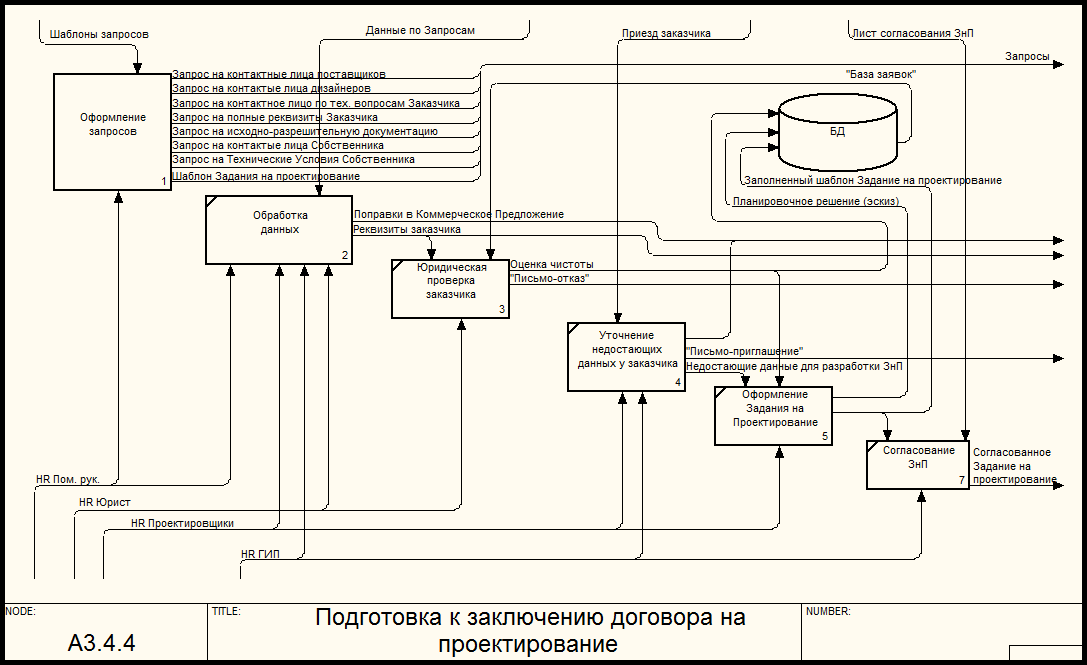 Шаблоны запросов
Данные по Запросам
Приезд заказчика
Лист согласования ЗнП
Запросы
"База заявок"
Оформление
запросов
1
Запрос на контактные лица поставщиков
Запрос на контактые лица дизайнеров
Запрос на контактное лицо по тех. вопросам Заказчика
Запрос на полные реквизиты Заказчика
Запрос на исходно-разрешительную документацию
Запрос на контактые лица Собственника
Запрос на Технические Условия Собственника
Шаблон Задания на проектирование
БД
Заполненный шаблон Задание на проектирование
Планировочное решение (эскиз)
Обработка
данных
2
Поправки в Коммерческое Предложение
Реквизиты заказчика
Юридическая
проверка
заказчика
3
Оценка чистоты
"Письмо-отказ"
Уточнение
недостающих
данных у заказчика
4
"Письмо-приглашение"
Недостающие данные для разработки ЗнП
Оформление
Задания на
Проектирование
5
Согласование
ЗнП
7
Согласованное
Задание на
проектирование
HR Пом. рук.
HR Юрист
HR Проектировщики
HR ГИП
NODE:
A3.4.4
TITLE:
Подготовка к заключению договора на
проектирование
NUMBER: